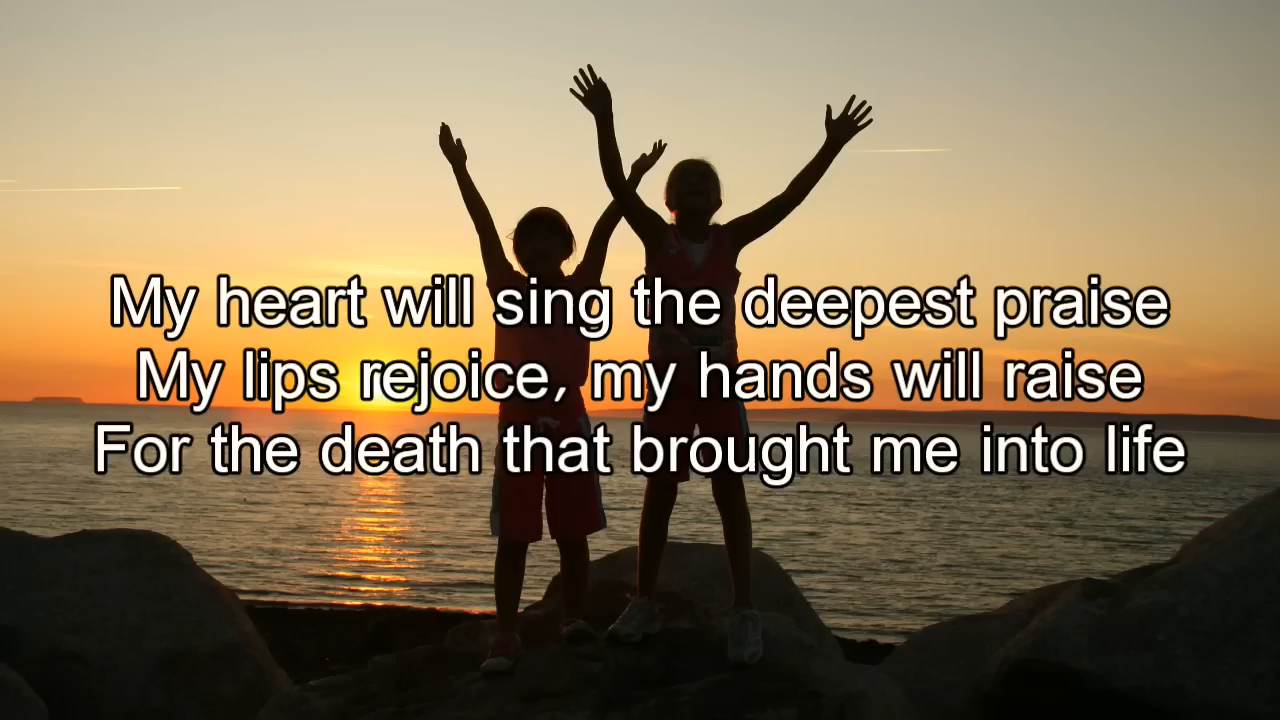 My heart will sing the deepest praise
My lips rejoice, my hands will raise
For the death that brought me into life